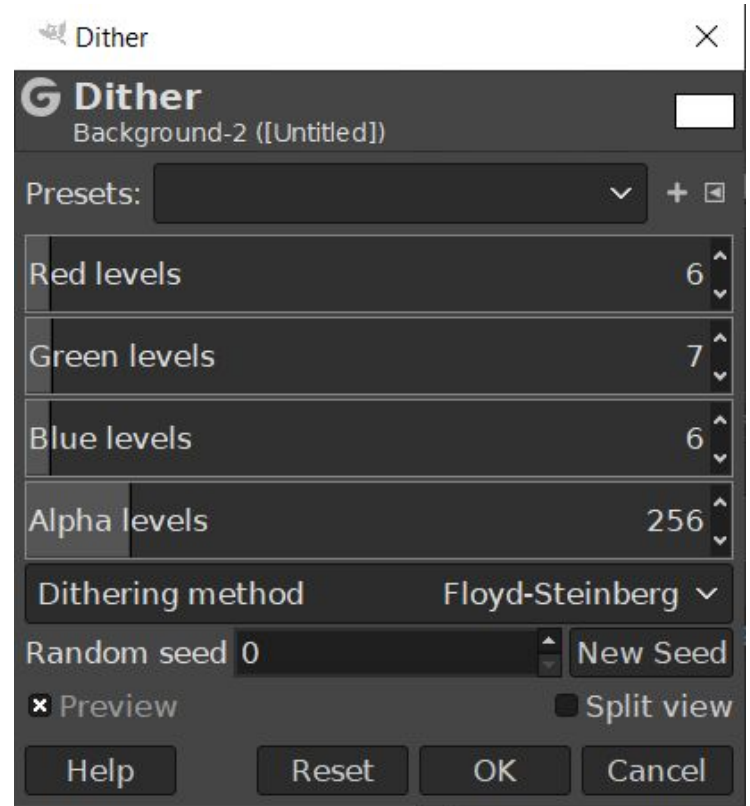 Dither
Dither
Background-2 ([Untitled])
Presets:
Red levels 6
Green levels 7
Blue levels 6
Alpha levels 256
Dithering method Floyd-Steinberg
Random seed 0 New Seed
Preview Split view
Help Reset OK Cancel